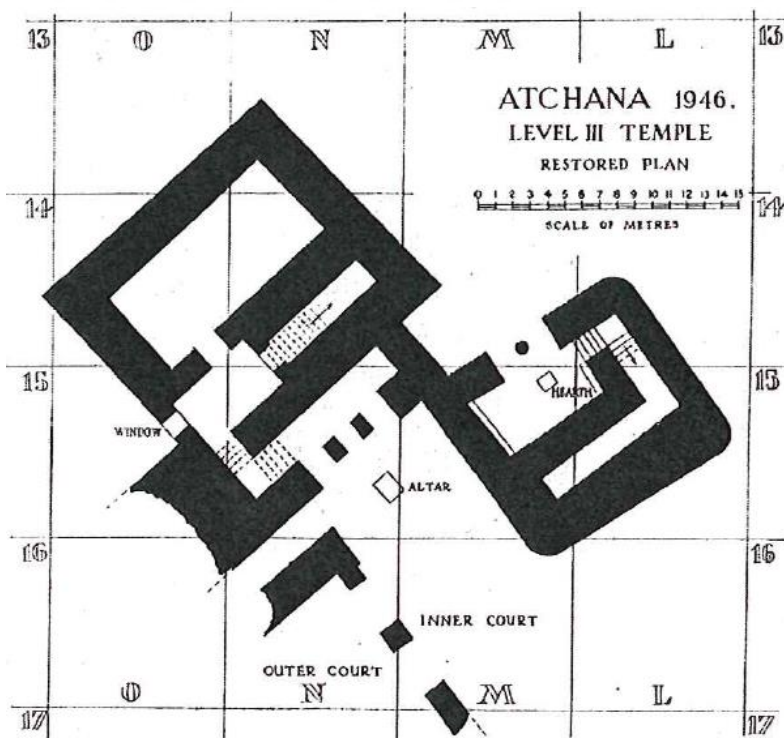 13 O N M L 13
ATCHANA 1946.
LEVEL III TEMPLE
RESTORED PLAN
0 1 2 3 4 5 6 7 8 9 10 11 12 13 14 15
SCALE OF METRES
14 14
15 15
HEARTH
WINDOW
ALTAR
16 16
INNER COURT
OUTER COURT
O N M L
17 17